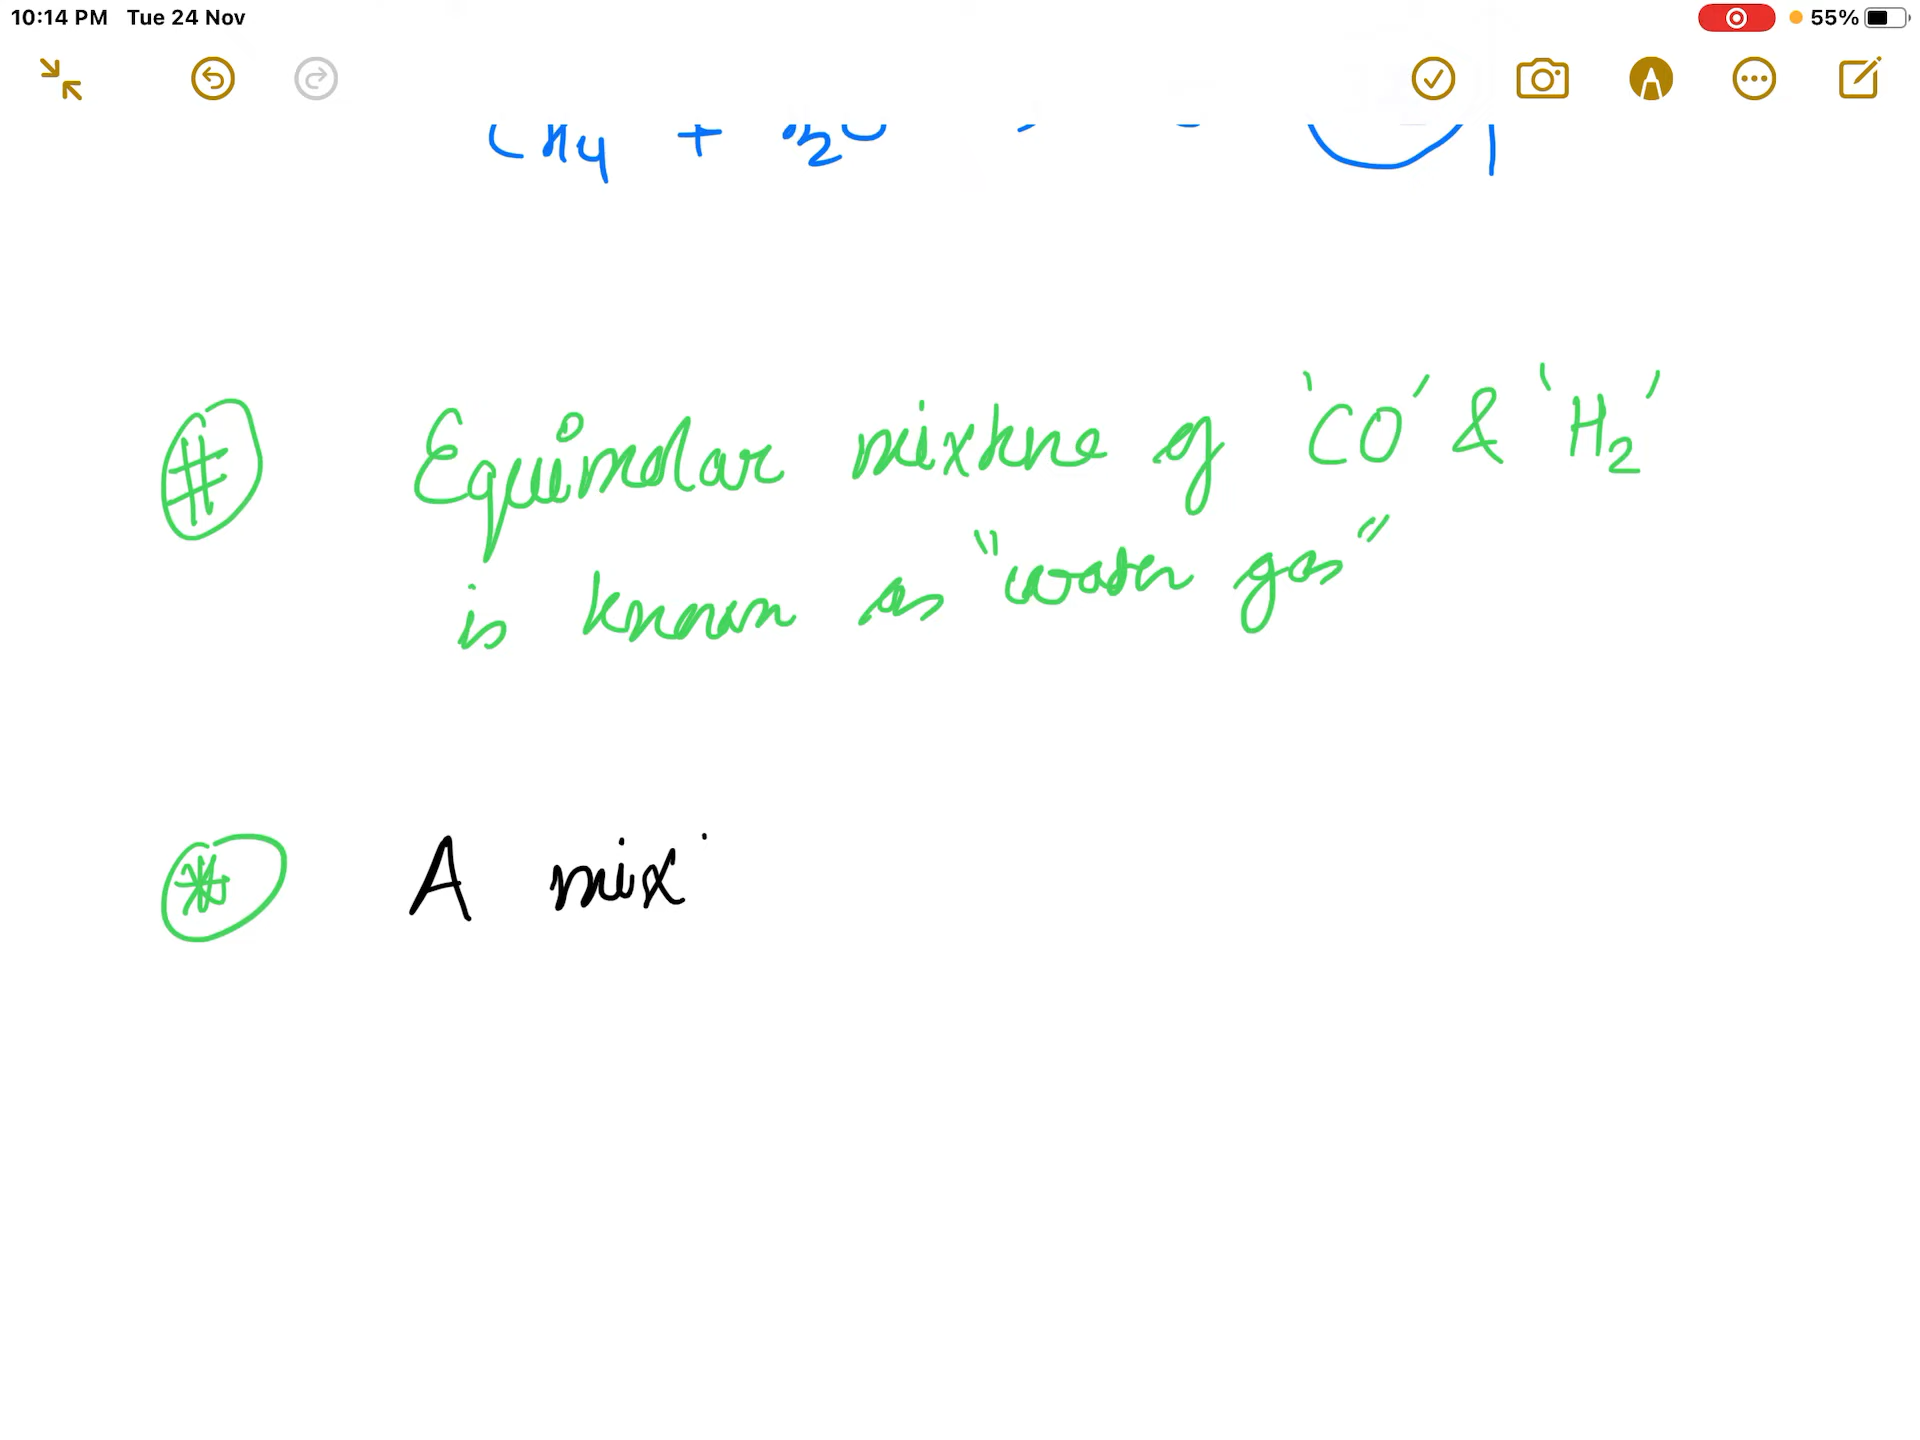 10:14 PM Tue 24 Nov 55%
CH4 +
# Equimolar mixture of 'CO' & 'H2'
is known as "water gas"
* A mix